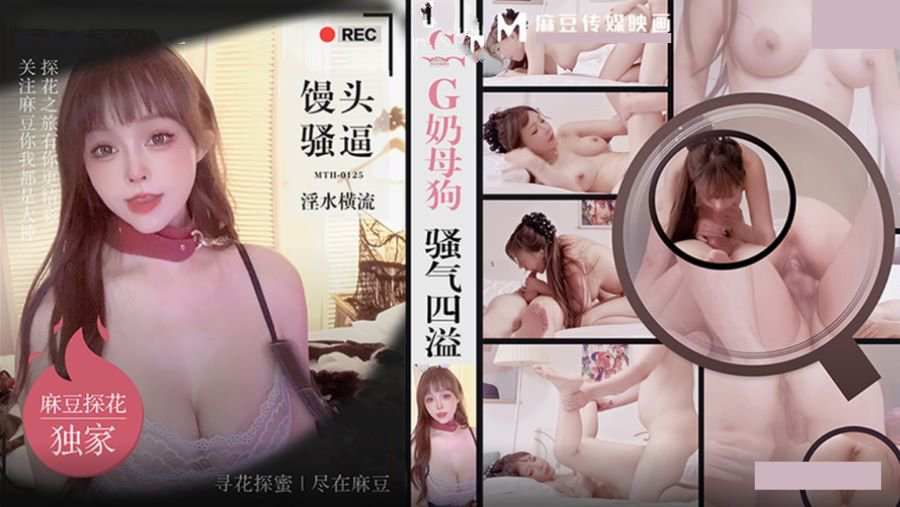 REC
馒头
骚逼
MTH-0125
淫水横流
探花之旅有你更精彩
关注麻豆你我都是大神
麻豆探花
独家
寻花探蜜|尽在麻豆
G奶母狗
骚气四溢
麻豆传媒映画